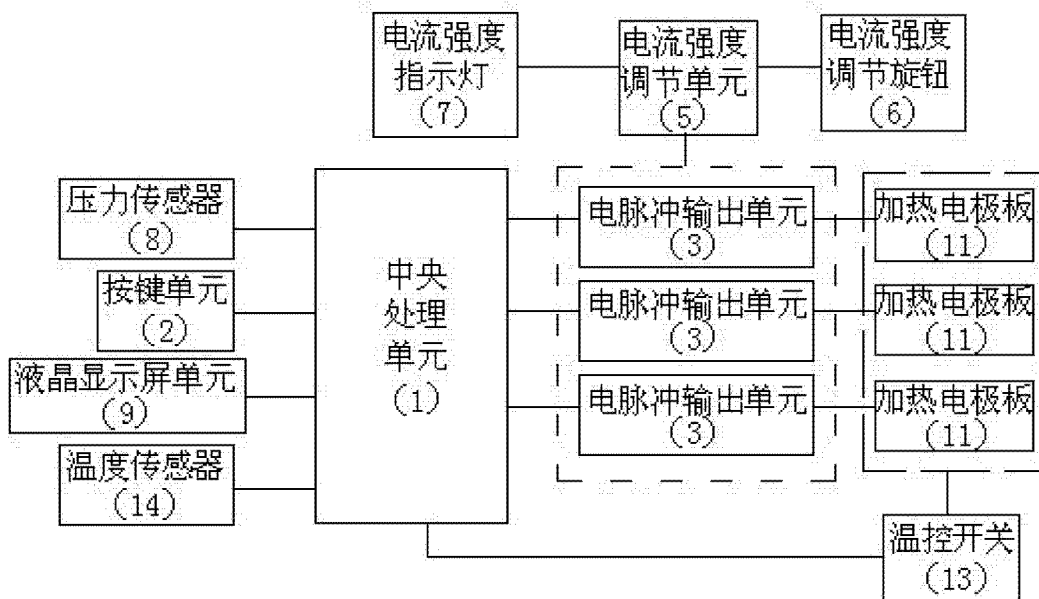 电流强度
指示灯
(7)
电流强度
调节单元
(5)
电流强度
调节旋钮
(6)
压力传感器
(8)
按键单元
(2)
液晶显示屏单元
(9)
温度传感器
(14)
中央
处理
单元
(1)
电脉冲输出单元
(3)
电脉冲输出单元
(3)
电脉冲输出单元
(3)
加热电极板
(11)
加热电极板
(11)
加热电极板
(11)
温控开关
(13)